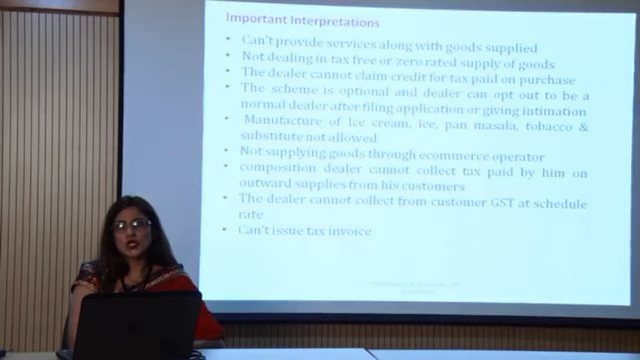 Important Interpretations
• Can't provide services along with goods supplied
• Not dealing in tax free or zero rated supply of goods
• The dealer cannot claim credit for tax paid on purchase
• The scheme is optional and dealer can opt out to be a
normal dealer after filing application or giving intimation
• Manufacture of Ice cream, ice, pan masala, tobacco &
substitute not allowed
• Not supplying goods through ecommerce operator
• composition dealer cannot collect tax paid by him on
outward supplies from his customers
• The dealer cannot collect from customer GST at schedule
rate
• Can't issue tax invoice